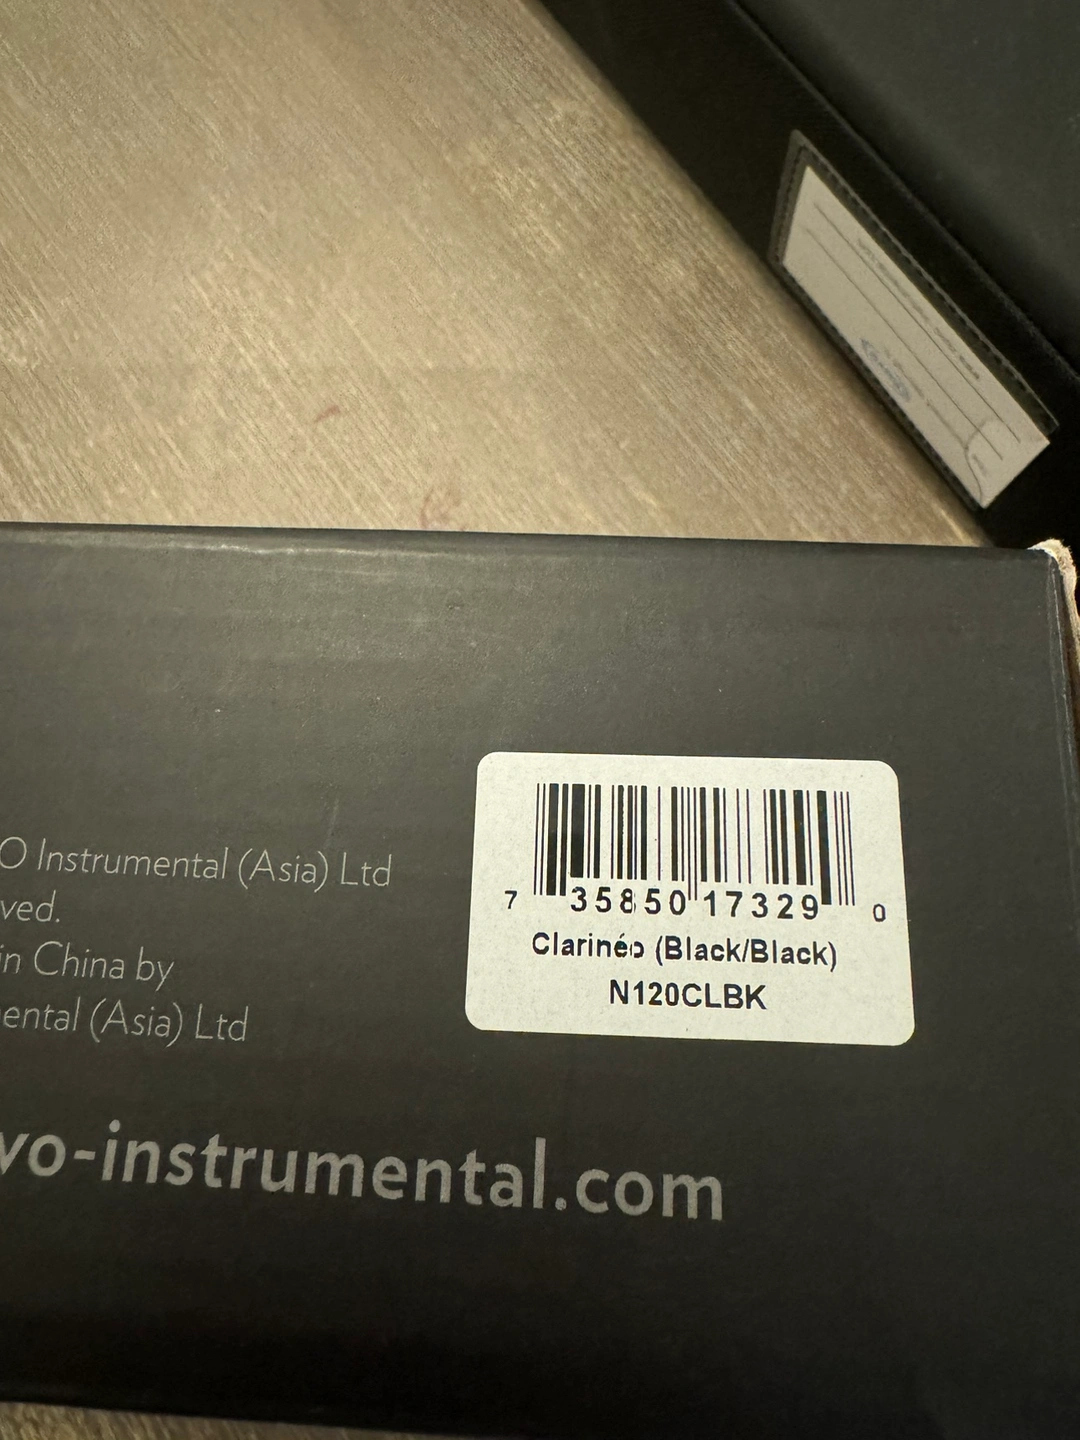 O Instrumental (Asia) Ltd
ved.
in China by
ental (Asia) Ltd
vo-instrumental.com
7 35850 17329 0
Clarinéo (Black/Black)
N120CLBK